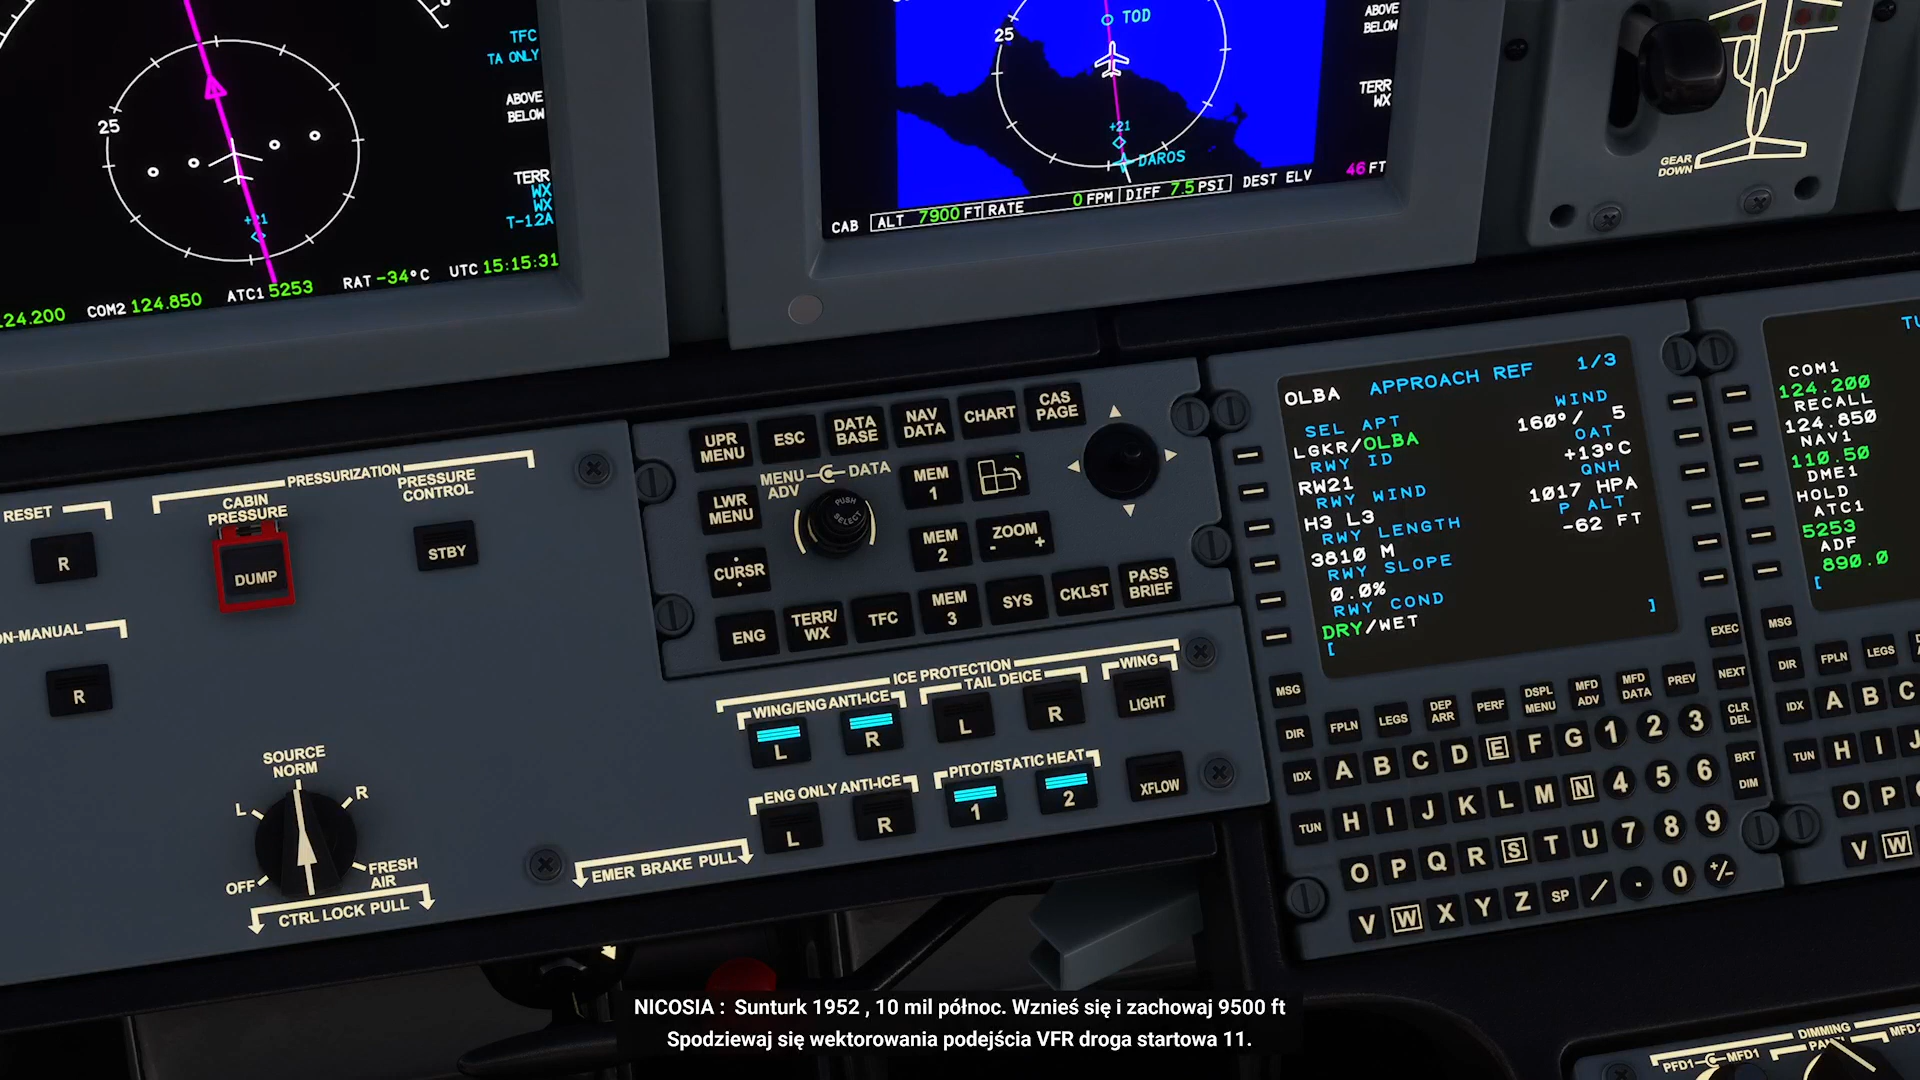 TFC
TA ONLY
ABOVE
BELOW
25
TERR
WX
WX
T-12A
+21
RAT -34°C UTC 15:15:31
124.200 COM2 124.850 ATC1 5253
TOD
25
+21
DAROS
ABOVE
BELOW
TERR
WX
CAB ALT 7900 FT RATE 0 FPM DIFF 7.5 PSI DEST ELV 46 FT
GEAR
DOWN
RESET
R
ON-MANUAL
R
PRESSURIZATION
CABIN
PRESSURE
DUMP
PRESSURE
CONTROL
STBY
SOURCE
NORM
L
R
OFF
FRESH
AIR
CTRL LOCK PULL
UPR
MENU
ESC
DATA
BASE
NAV
DATA
CHART
CAS
PAGE
MENU
ADV
DATA
PUSH
SELECT
LWR
MENU
MEM
1
MEM
2
ZOOM
- +
CURSR
ENG
TERR/
WX
TFC
MEM
3
SYS
CKLST
PASS
BRIEF
ICE PROTECTION
WING/ENG ANTI-ICE
L
R
TAIL DEICE
L
R
WING
LIGHT
ENG ONLY ANTI-ICE
L
R
PITOT/STATIC HEAT
1
2
XFLOW
EMER BRAKE PULL
OLBA APPROACH REF 1/3
SEL APT WIND
LGKR/OLBA 160°/ 5
RWY ID OAT
RW21 +13°C
RWY WIND QNH
H3 L3 1017 HPA
RWY LENGTH P ALT
3810 M -62 FT
RWY SLOPE
0.0%
RWY COND
DRY/WET
[ ]
MSG
EXEC
DIR FPLN LEGS DEP
ARR PERF DSPL
MENU MFD
ADV MFD
DATA PREV NEXT
IDX A B C D E F G 1 2 3 CLR
DEL
TUN H I J K L M N 4 5 6 BRT
DIM
O P Q R S T U 7 8 9
V W X Y Z SP / . 0 +/-
TU
COM1
124.200
RECALL
124.850
NAV1
110.50
DME1
HOLD
ATC1
5253
ADF
890.0
[
MSG
DIR FPLN LEGS
IDX A B C
TUN H I J
O P
V W
DIMMING
PFD1 MFD1
MFD2
NICOSIA : Sunturk 1952 , 10 mil północ. Wznieś się i zachowaj 9500 ft
Spodziewaj się wektorowania podejścia VFR droga startowa 11.